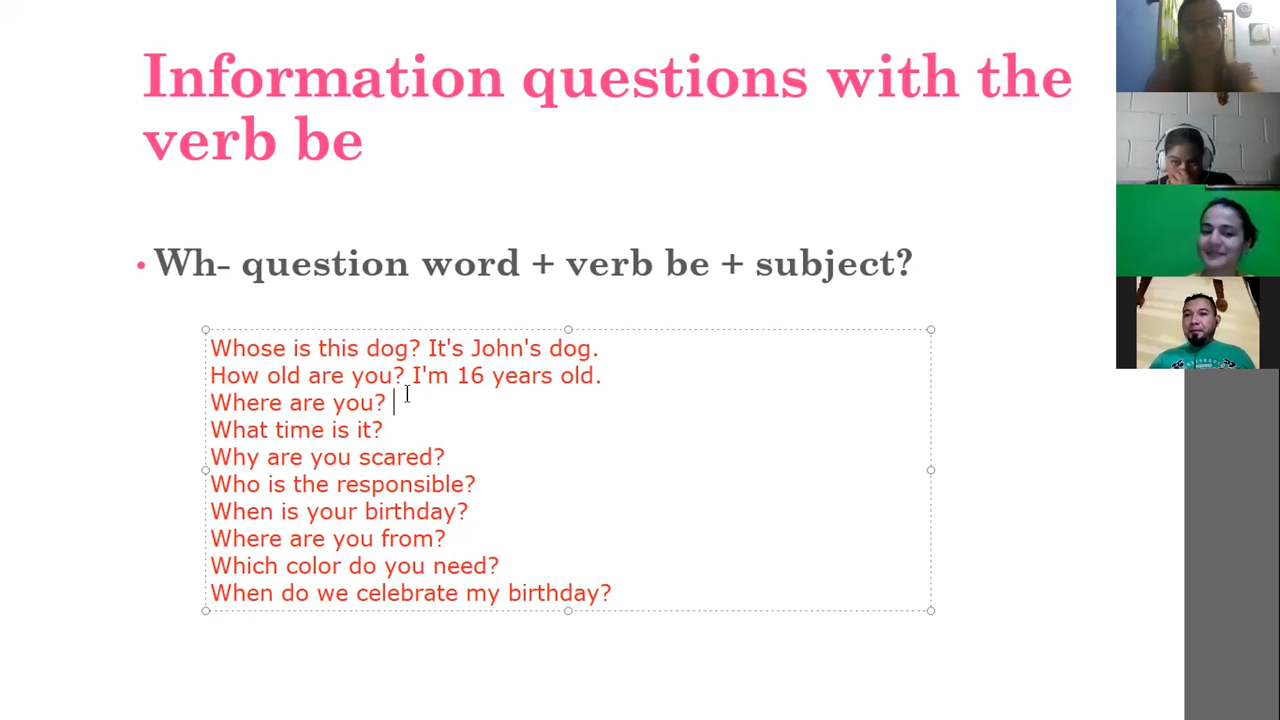 Information questions with the
verb be
• Wh- question word + verb be + subject?
Whose is this dog? It's John's dog.
How old are you? I'm 16 years old.
Where are you?
What time is it?
Why are you scared?
Who is the responsible?
When is your birthday?
Where are you from?
Which color do you need?
When do we celebrate my birthday?